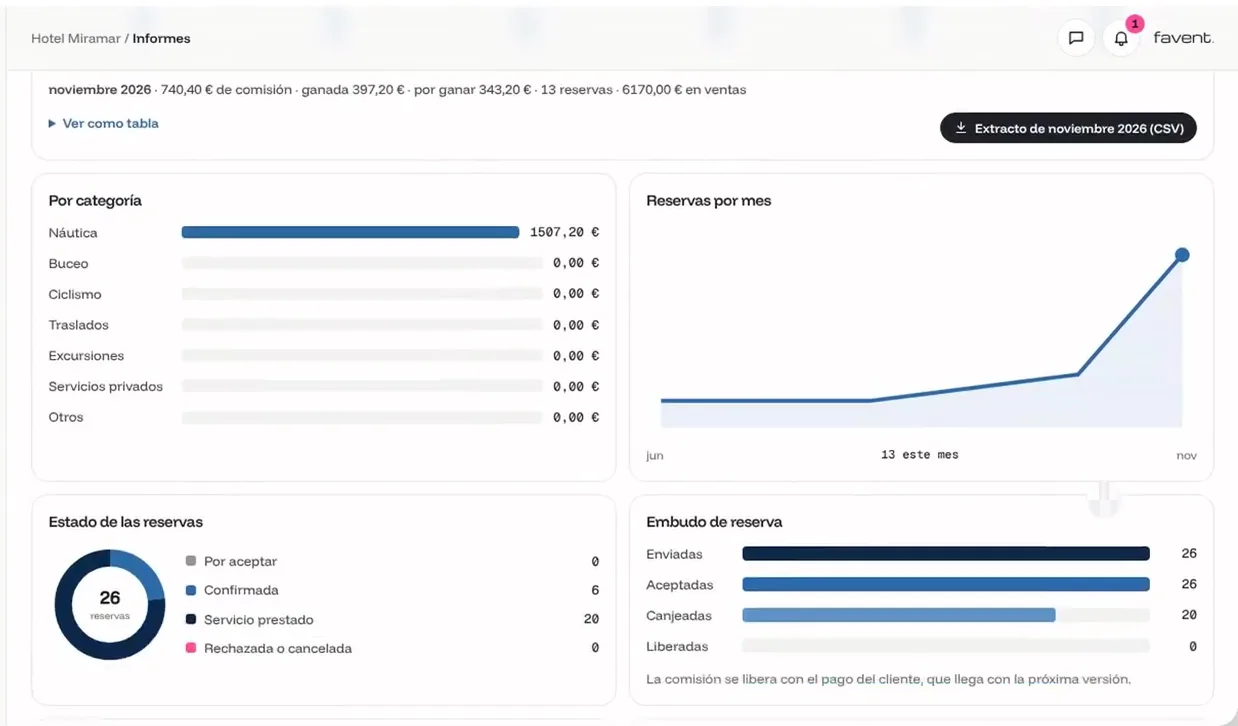 Hotel Miramar / Informes
1
favent.
noviembre 2026 · 740,40 € de comisión · ganada 397,20 € · por ganar 343,20 € · 13 reservas · 6170,00 € en ventas
Ver como tabla
Extracto de noviembre 2026 (CSV)
Por categoría
Náutica 1507,20 €
Buceo 0,00 €
Ciclismo 0,00 €
Traslados 0,00 €
Excursiones 0,00 €
Servicios privados 0,00 €
Otros 0,00 €
Reservas por mes
jun 13 este mes nov
Estado de las reservas
26
reservas
Por aceptar 0
Confirmada 6
Servicio prestado 20
Rechazada o cancelada 0
Embudo de reserva
Enviadas 26
Aceptadas 26
Canjeadas 20
Liberadas 0
La comisión se libera con el pago del cliente, que llega con la próxima versión.